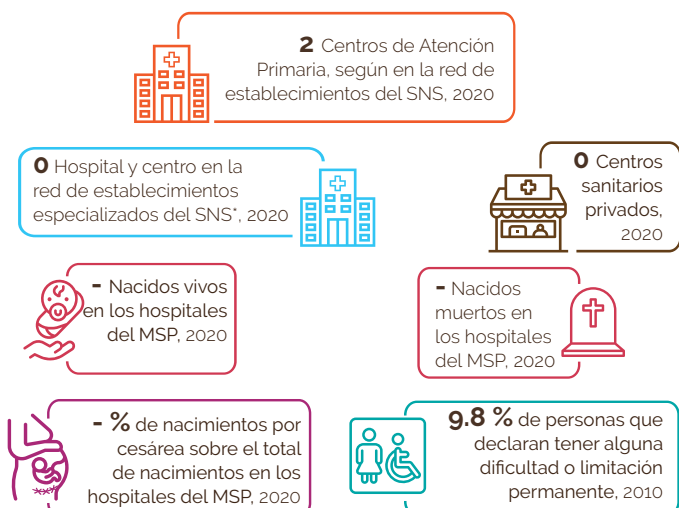 2 Centros de Atención
Primaria, según en la red de
establecimientos del SNS, 2020
0 Hospital y centro en la
red de establecimientos
especializados del SNS*, 2020
0 Centros
sanitarios
privados,
2020
- Nacidos vivos
en los hospitales
del MSP, 2020
- Nacidos
muertos en
los hospitales
del MSP, 2020
- % de nacimientos por
cesárea sobre el total
de nacimientos en los
hospitales del MSP, 2020
9.8 % de personas que
declaran tener alguna
dificultad o limitación
permanente, 2010